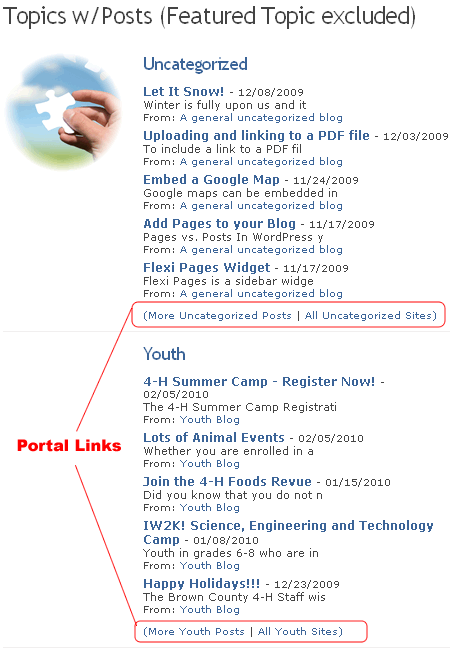 Topics w/Posts (Featured Topic excluded)
Uncategorized
Let It Snow! - 12/08/2009
Winter is fully upon us and it
From: A general uncategorized blog
Uploading and linking to a PDF file - 12/03/2009
To include a link to a PDF fil
From: A general uncategorized blog
Embed a Google Map - 11/24/2009
Google maps can be embedded in
From: A general uncategorized blog
Add Pages to your Blog - 11/17/2009
Pages vs. Posts In WordPress y
From: A general uncategorized blog
Flexi Pages Widget - 11/17/2009
Flexi Pages is a sidebar widge
From: A general uncategorized blog
(More Uncategorized Posts | All Uncategorized Sites)
Youth
4-H Summer Camp - Register Now! -
02/05/2010
The 4-H Summer Camp Registrati
From: Youth Blog
Lots of Animal Events - 02/05/2010
Whether you are enrolled in a
From: Youth Blog
Portal Links
Join the 4-H Foods Revue - 01/15/2010
Did you know that you do not n
From: Youth Blog
IW2K! Science, Engineering and Technology
Camp - 01/08/2010
Youth in grades 6-8 who are in
From: Youth Blog
Happy Holidays!!! - 12/23/2009
The Brown County 4-H Staff wis
From: Youth Blog
(More Youth Posts | All Youth Sites)